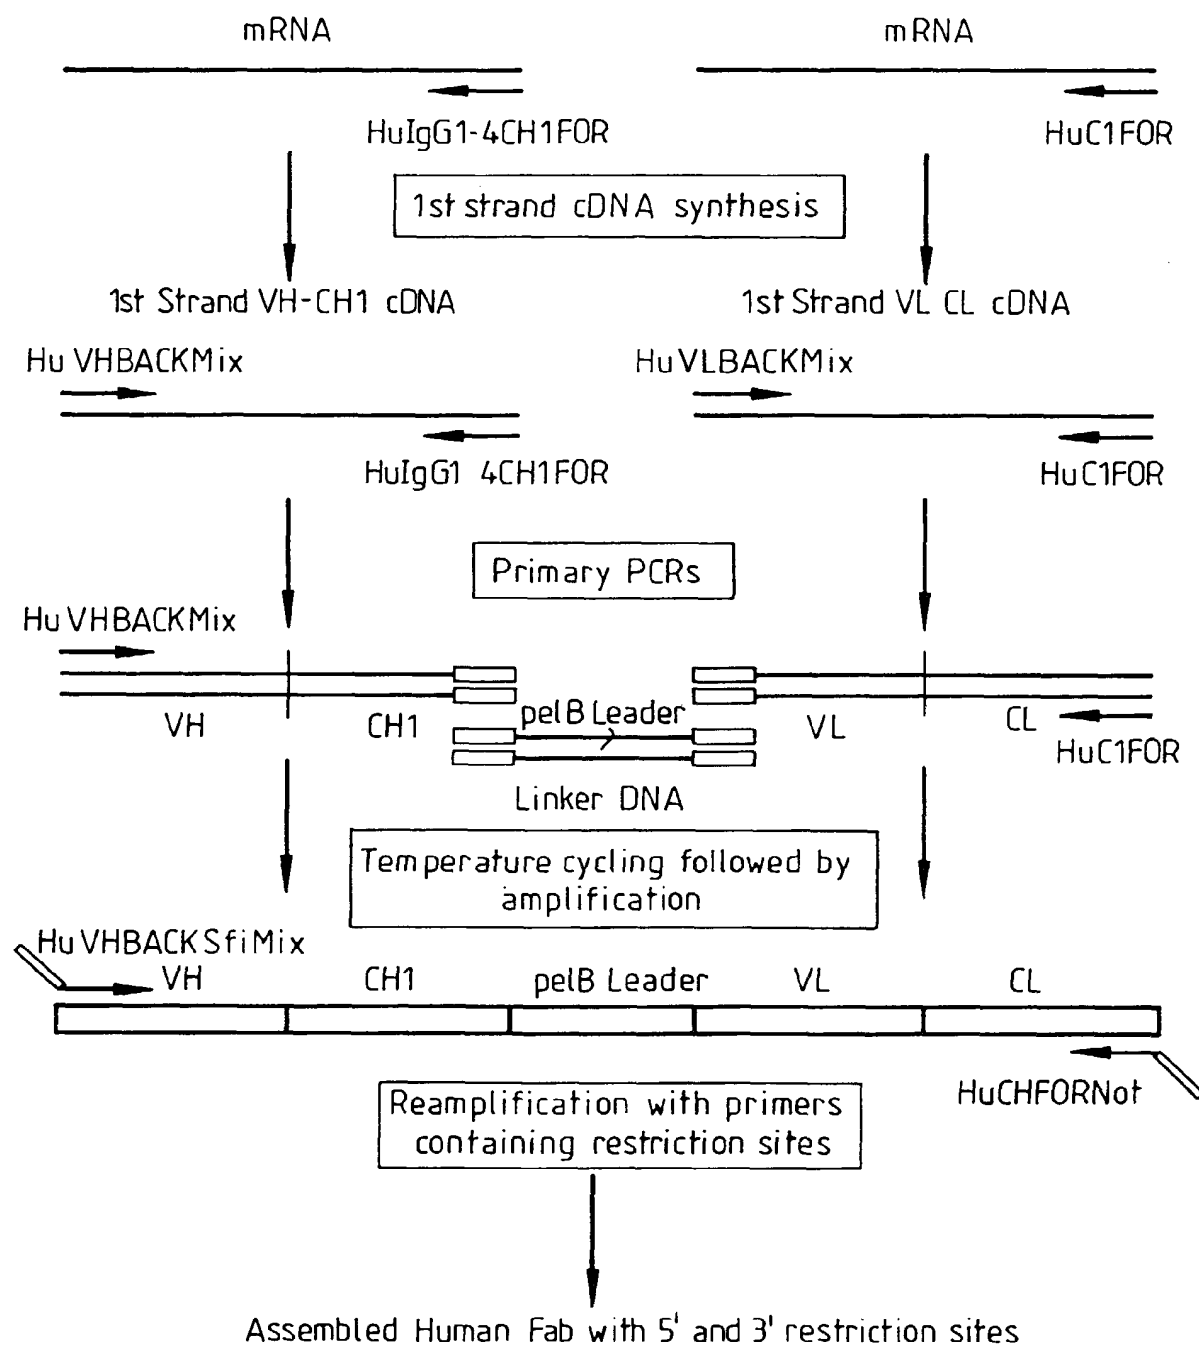 mRNA
mRNA
HuIgG1-4CH1FOR
HuC1FOR
1st strand cDNA synthesis
1st Strand VH-CH1 cDNA
1st Strand VL CL cDNA
Hu VHBACKMix
Hu VLBACKMix
HuIgG1 4CH1FOR
HuC1FOR
Primary PCRs
Hu VHBACKMix
pelB Leader
VH
CH1
VL
CL
HuC1FOR
Linker DNA
Temperature cycling followed by
amplification
Hu VHBACK SfiMix
VH
CH1
pelB Leader
VL
CL
HuCHFORNot
Reamplification with primers
containing restriction sites
Assembled Human Fab with 5' and 3' restriction sites